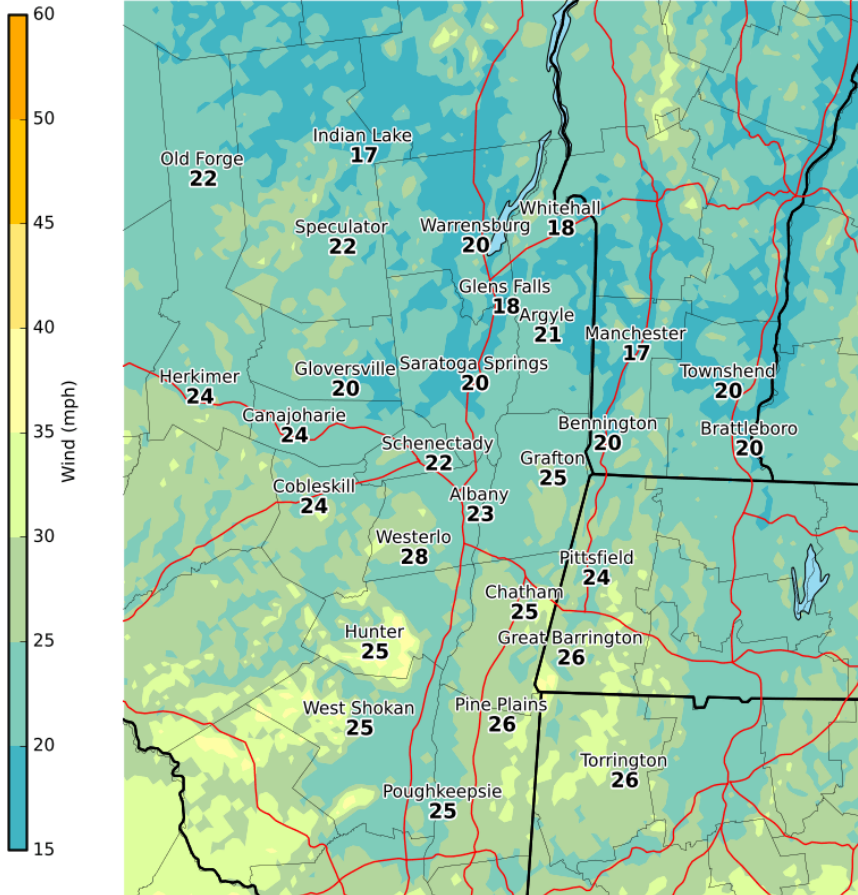 60
50
45
40
35
30
25
20
15
Wind (mph)
Indian Lake
17
Old Forge
22
Whitehall
18
Speculator
22
Warrensburg
20
Glens Falls
18
Argyle
21
Manchester
17
Saratoga Springs
20
Gloversville
20
Herkimer
24
Townshend
20
Canajoharie
24
Bennington
20
Brattleboro
20
Schenectady
22
Grafton
25
Cobleskill
24
Albany
23
Westerlo
28
Pittsfield
24
Chatham
25
Hunter
25
Great Barrington
26
West Shokan
25
Pine Plains
26
Torrington
26
Poughkeepsie
25